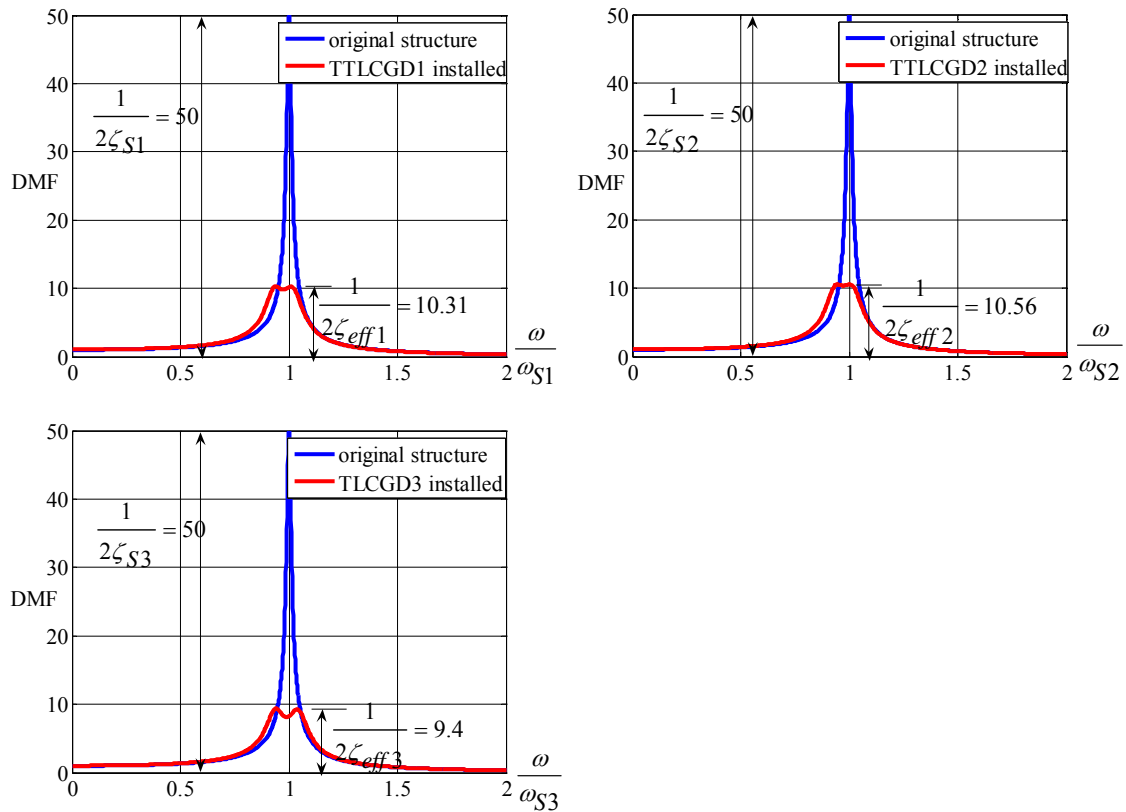 50
40
30
20
10
0
DMF
original structure
TTLCGD1 installed
1
2ζS1
= 50
1
2ζeff 1
= 10.31
0.5
1
1.5
2
ω
ωS1
50
40
30
20
10
0
DMF
original structure
TTLCGD2 installed
1
2ζS2
= 50
1
2ζeff 2
= 10.56
0
0.5
1
1.5
2
ω
ωS2
50
40
30
20
10
0
DMF
original structure
TLCGD3 installed
1
2ζS3
= 50
1
2ζeff 3
= 9.4
0
0.5
1
1.5
2
ω
ωS3